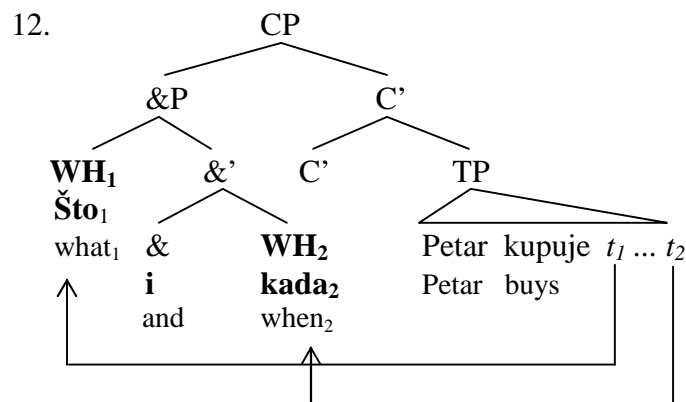 12. CP
&P C’
WH1 &’ C’ TP
Što1
what1 & WH2 Petar kupuje t1 ... t2
i kada2 Petar buys
and when2